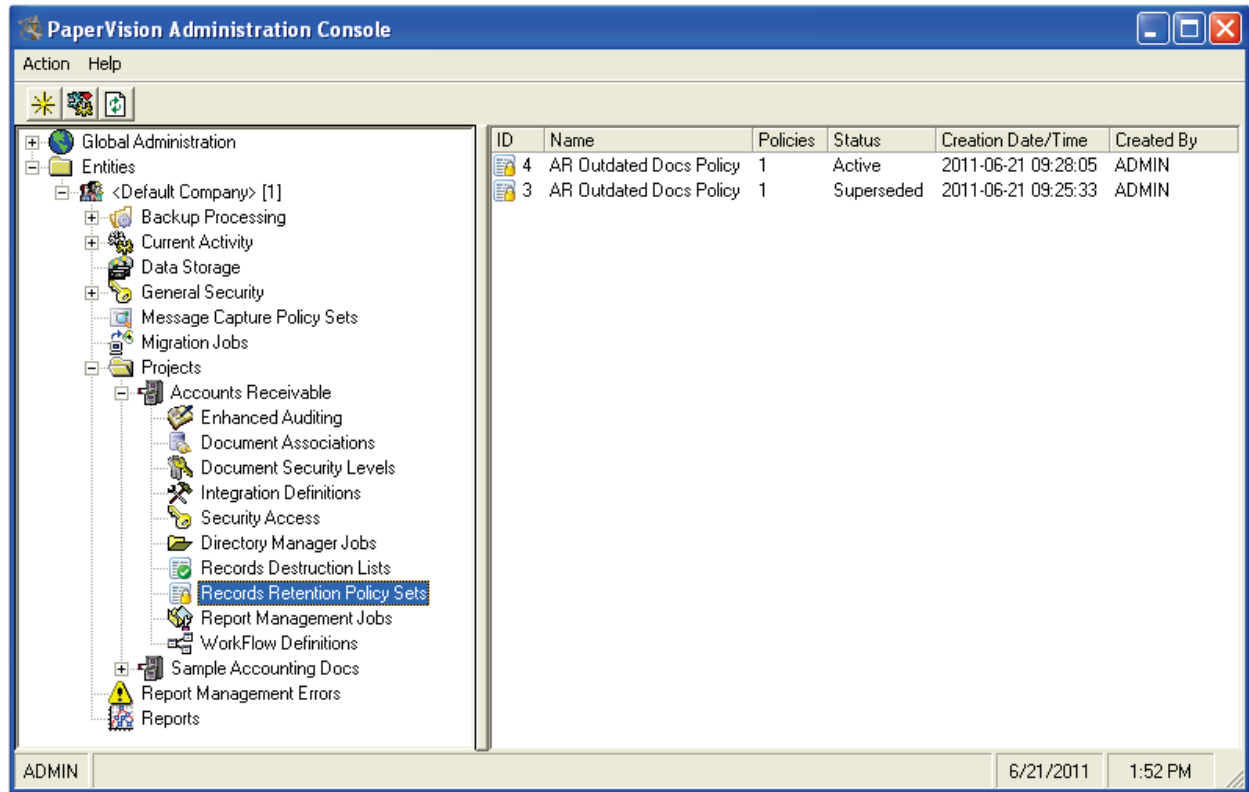 PaperVision Administration Console
Action Help
Global Administration
Entities
<Default Company> [1]
Backup Processing
Current Activity
Data Storage
General Security
Message Capture Policy Sets
Migration Jobs
Projects
Accounts Receivable
Enhanced Auditing
Document Associations
Document Security Levels
Integration Definitions
Security Access
Directory Manager Jobs
Records Destruction Lists
Records Retention Policy Sets
Report Management Jobs
WorkFlow Definitions
Sample Accounting Docs
Report Management Errors
Reports
ID Name Policies Status Creation Date/Time Created By
4 AR Outdated Docs Policy 1 Active 2011-06-21 09:28:05 ADMIN
3 AR Outdated Docs Policy 1 Superseded 2011-06-21 09:25:33 ADMIN
ADMIN 6/21/2011 1:52 PM